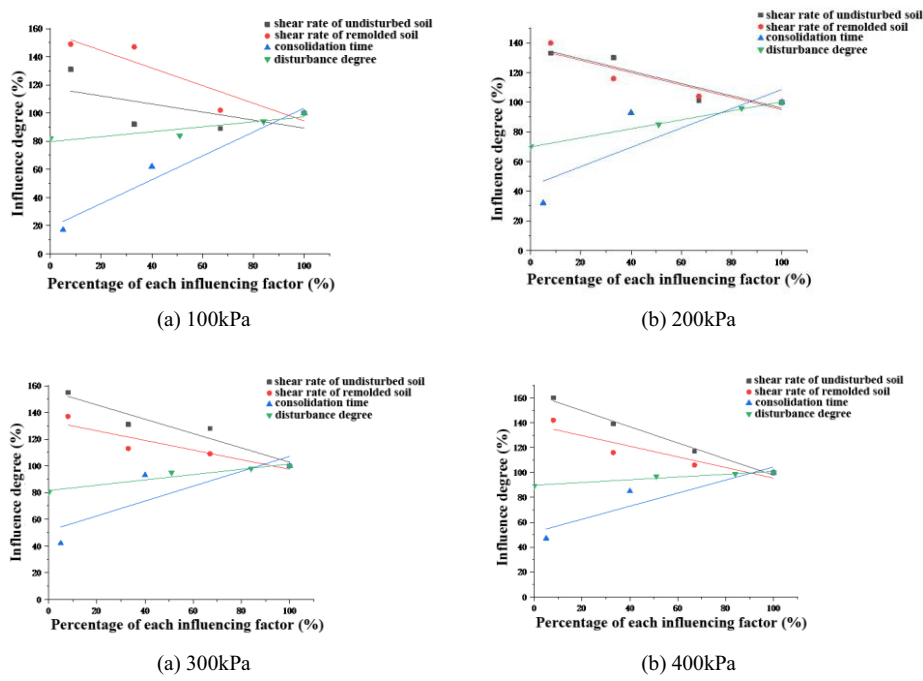 shear rate of undisturbed soil
shear rate of remolded soil
consolidation time
disturbance degree
Influence degree (%)
160
140
120
100
80
60
40
20
0
0 20 40 60 80 100
Percentage of each influencing factor (%)
(a) 100kPa
shear rate of undisturbed soil
shear rate of remolded soil
consolidation time
disturbance degree
Influence degree (%)
140
120
100
80
60
40
20
0
0 20 40 60 80 100
Percentage of each influencing factor (%)
(b) 200kPa
shear rate of undisturbed soil
shear rate of remolded soil
consolidation time
disturbance degree
Influence degree (%)
160
140
120
100
80
60
40
20
0
0 20 40 60 80 100
Percentage of each influencing factor (%)
(a) 300kPa
shear rate of undisturbed soil
shear rate of remolded soil
consolidation time
disturbance degree
Influence degree (%)
160
140
120
100
80
60
40
20
0
0 20 40 60 80 100
Percentage of each influencing factor (%)
(b) 400kPa